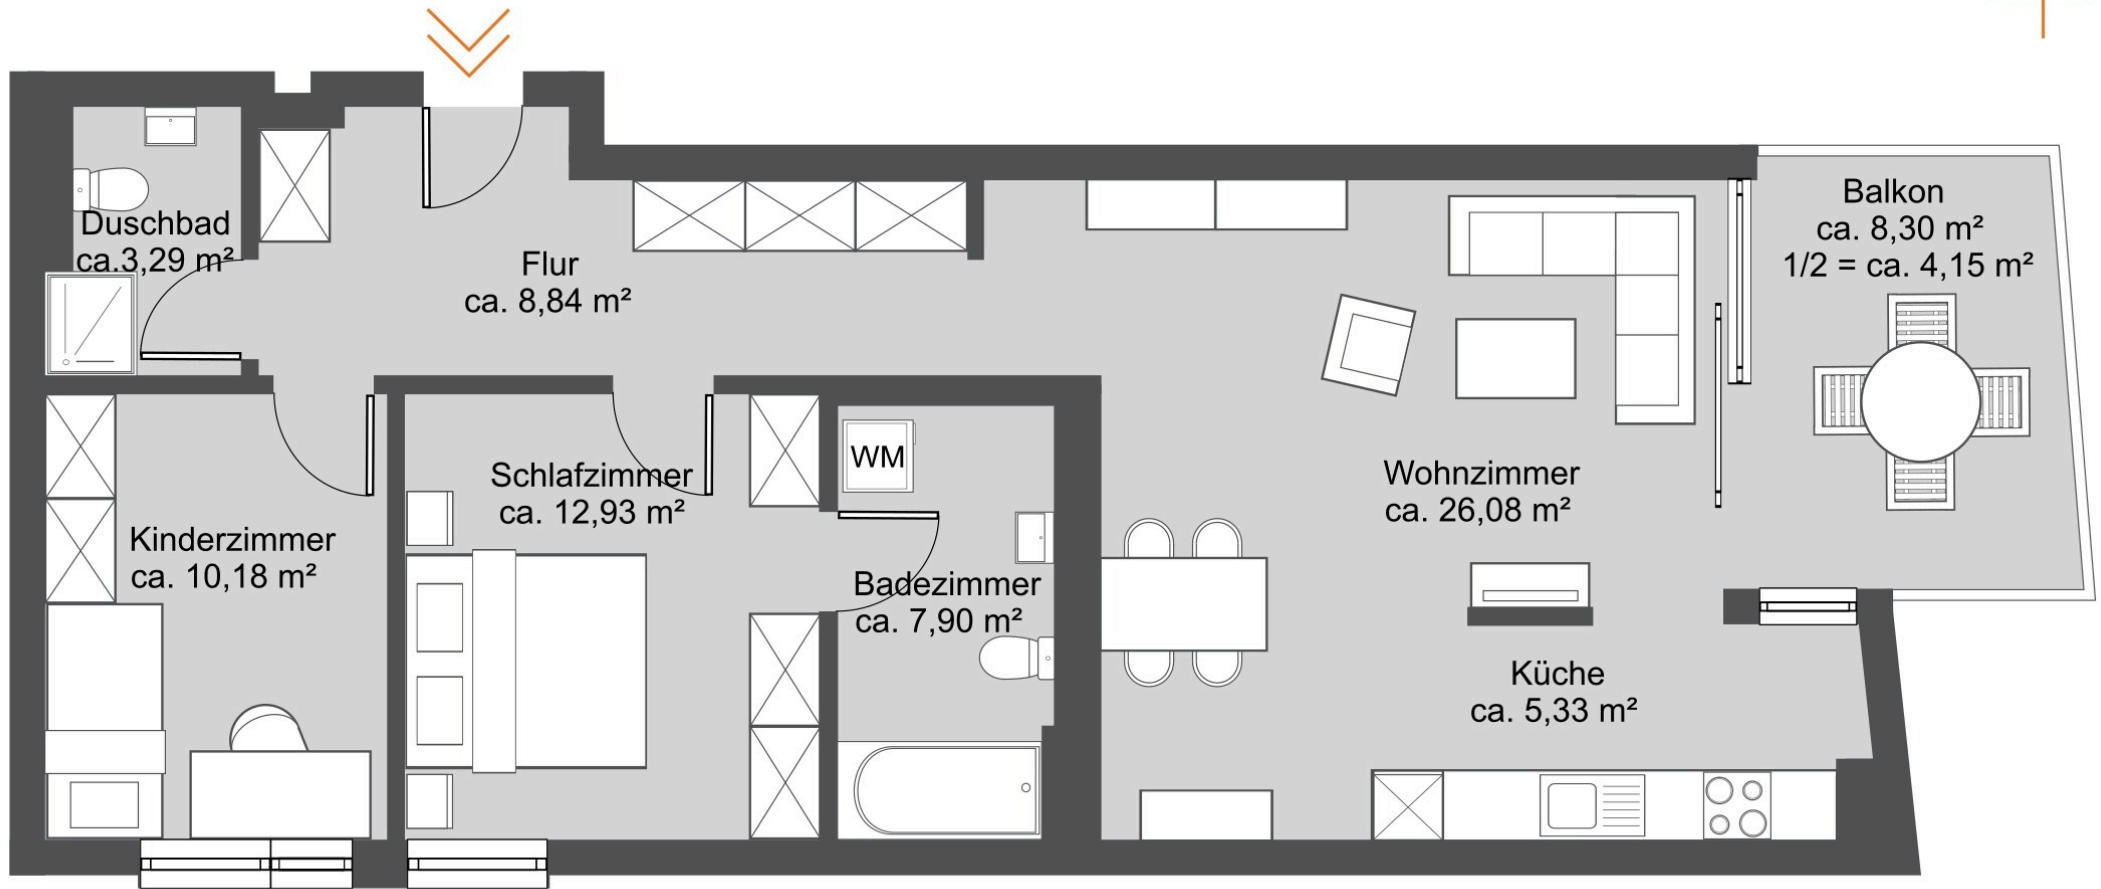 Duschbad
ca.3,29 m²
Flur
ca. 8,84 m²
Balkon
ca. 8,30 m²
1/2 = ca. 4,15 m²
Kinderzimmer
ca. 10,18 m²
Schlafzimmer
ca. 12,93 m²
WM
Badezimmer
ca. 7,90 m²
Wohnzimmer
ca. 26,08 m²
Küche
ca. 5,33 m²